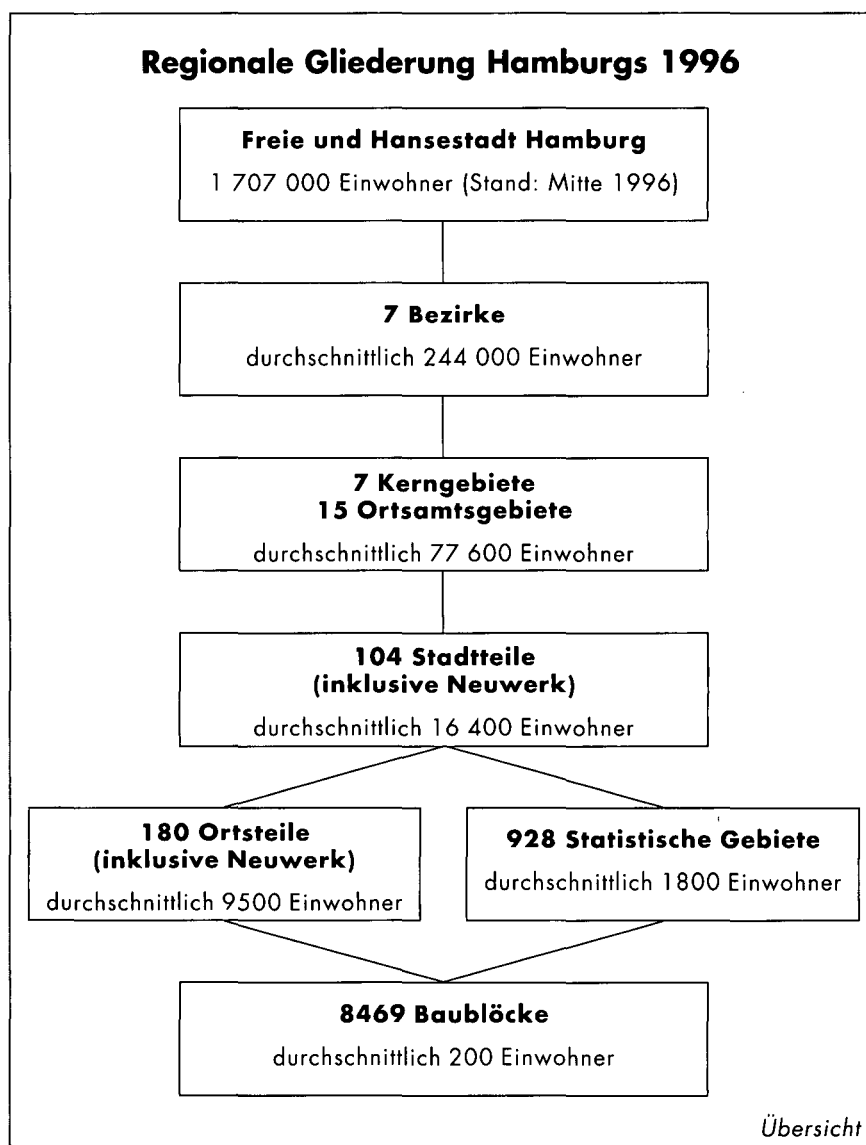 Regionale Gliederung Hamburgs 1996
Freie und Hansestadt Hamburg
1 707 000 Einwohner (Stand: Mitte 1996)
7 Bezirke
durchschnittlich 244 000 Einwohner
7 Kerngebiete
15 Ortsamtsgebiete
durchschnittlich 77 600 Einwohner
104 Stadtteile
(inklusive Neuwerk)
durchschnittlich 16 400 Einwohner
180 Ortsteile
(inklusive Neuwerk)
durchschnittlich 9500 Einwohner
928 Statistische Gebiete
durchschnittlich 1800 Einwohner
8469 Baublöcke
durchschnittlich 200 Einwohner
Übersicht